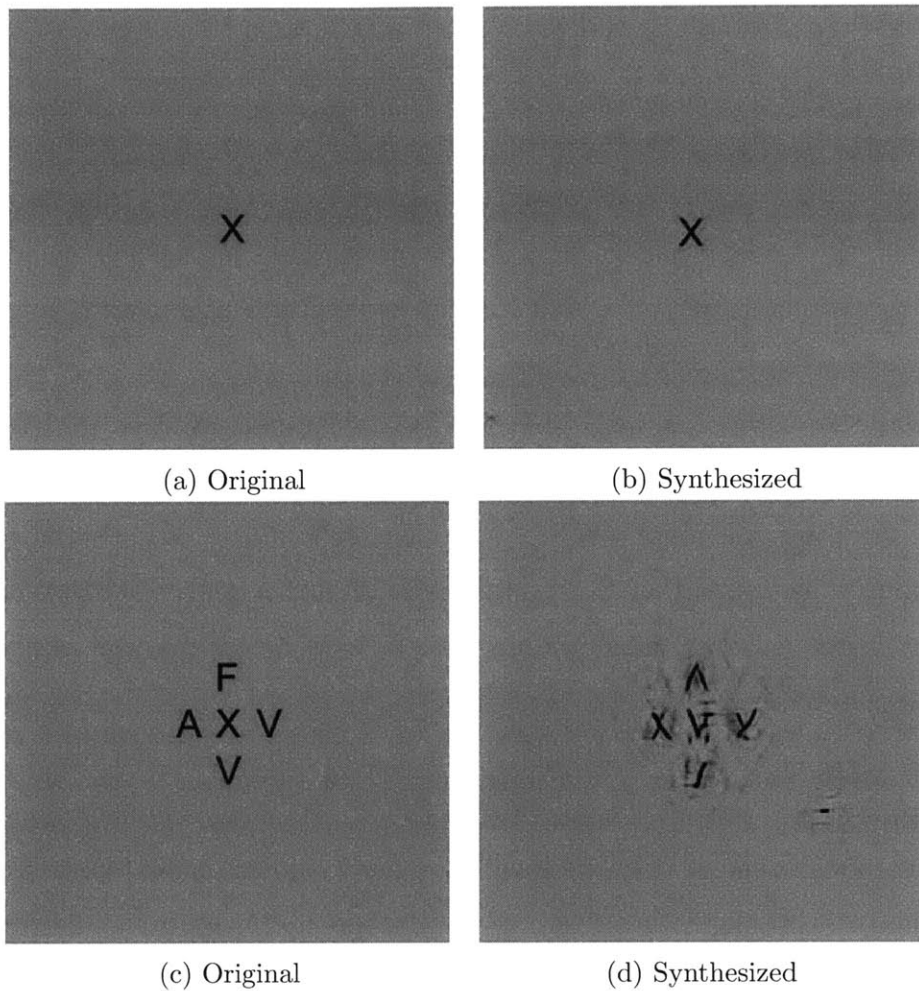 X
X
(a) Original
(b) Synthesized
F
A X V
V
X
(c) Original
(d) Synthesized